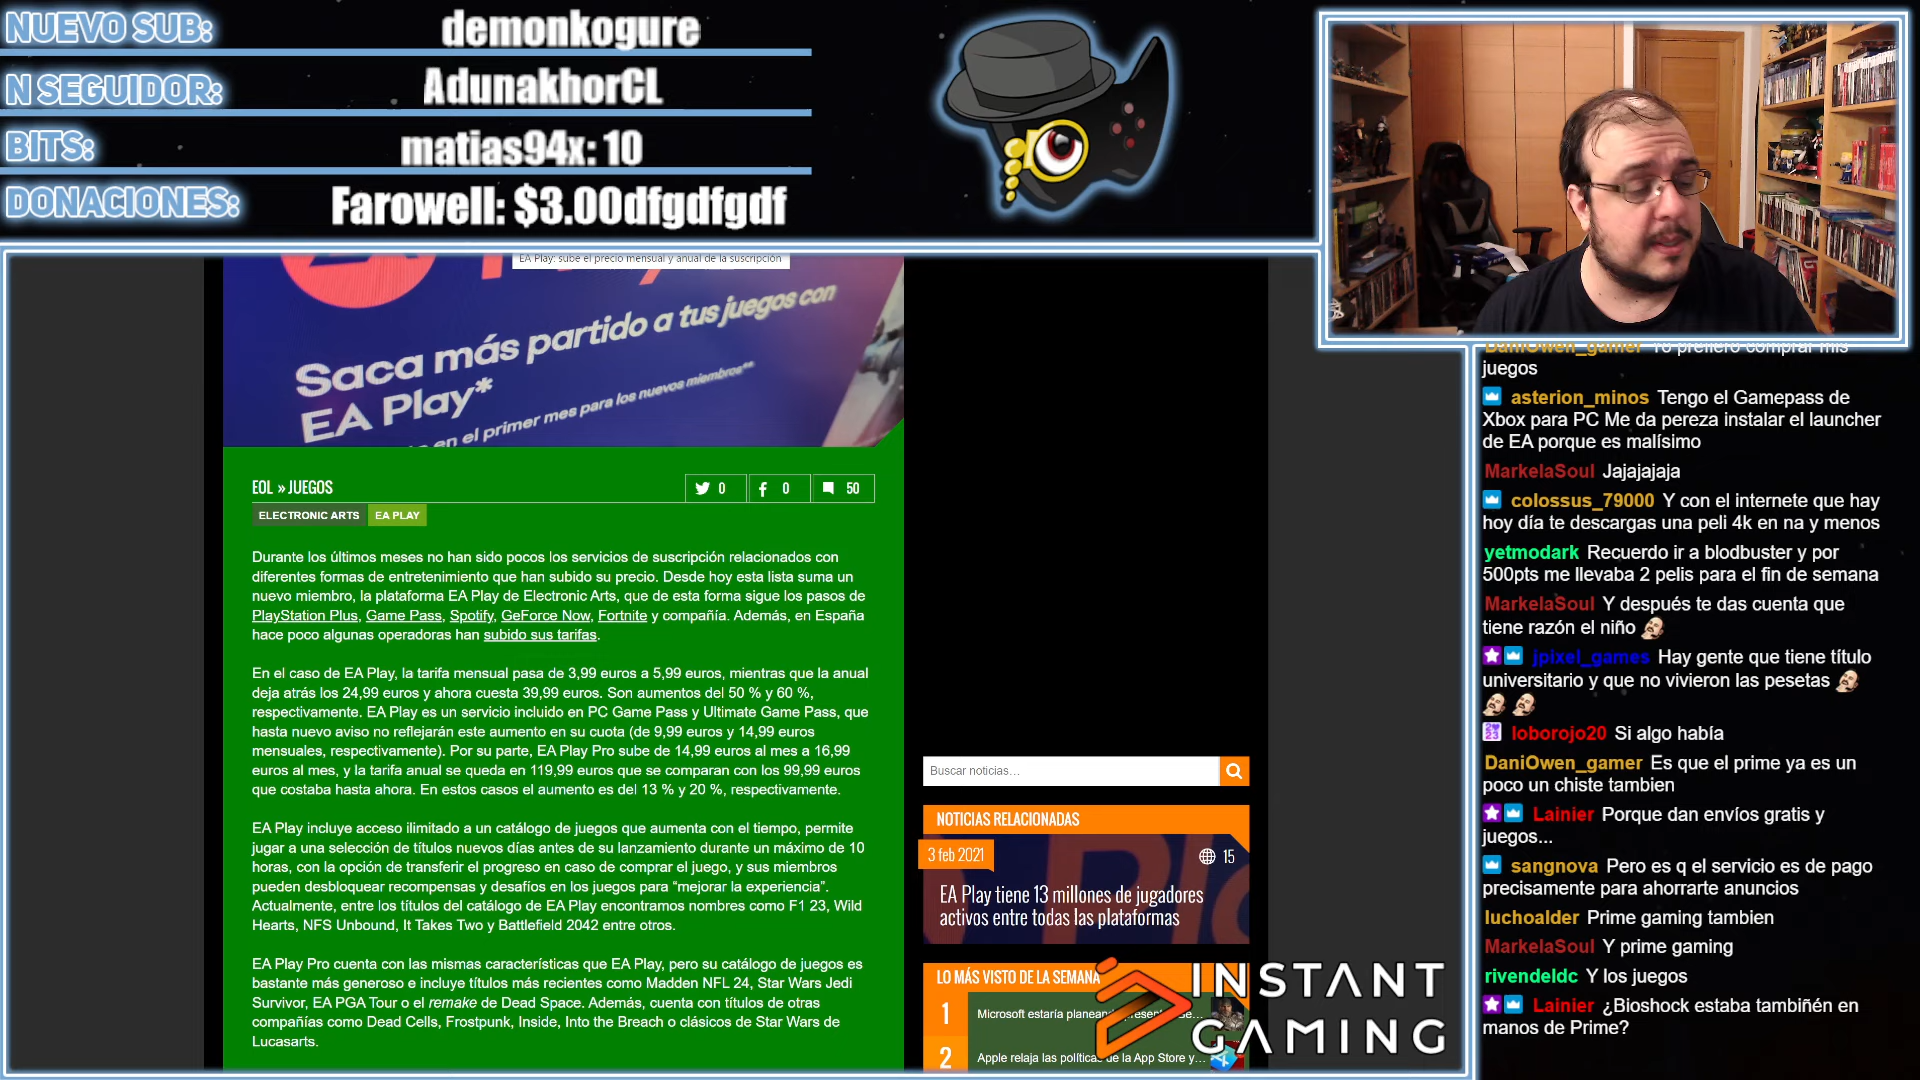 NUEVO SUB: demonkogure
N SEGUIDOR: AdunakhorCL
BITS: matias94x: 10
DONACIONES: Farowell: $3.00dfgdfgdf
EA Play: sube el precio mensual y anual de la suscripción
Saca más partido a tus juegos con
EA Play*
en el primer mes para los nuevos miembros**
EOL » JUEGOS
0
0
50
ELECTRONIC ARTS
EA PLAY
Durante los últimos meses no han sido pocos los servicios de suscripción relacionados con
diferentes formas de entretenimiento que han subido su precio. Desde hoy esta lista suma un
nuevo miembro, la plataforma EA Play de Electronic Arts, que de esta forma sigue los pasos de
PlayStation Plus, Game Pass, Spotify, GeForce Now, Fortnite y compañía. Además, en España
hace poco algunas operadoras han subido sus tarifas.
En el caso de EA Play, la tarifa mensual pasa de 3,99 euros a 5,99 euros, mientras que la anual
deja atrás los 24,99 euros y ahora cuesta 39,99 euros. Son aumentos del 50 % y 60 %,
respectivamente. EA Play es un servicio incluido en PC Game Pass y Ultimate Game Pass, que
hasta nuevo aviso no reflejarán este aumento en su cuota (de 9,99 euros y 14,99 euros
mensuales, respectivamente). Por su parte, EA Play Pro sube de 14,99 euros al mes a 16,99
euros al mes, y la tarifa anual se queda en 119,99 euros que se comparan con los 99,99 euros
que costaba hasta ahora. En estos casos el aumento es del 13 % y 20 %, respectivamente.
EA Play incluye acceso ilimitado a un catálogo de juegos que aumenta con el tiempo, permite
jugar a una selección de títulos nuevos días antes de su lanzamiento durante un máximo de 10
horas, con la opción de transferir el progreso en caso de comprar el juego, y sus miembros
pueden desbloquear recompensas y desafíos en los juegos para “mejorar la experiencia”.
Actualmente, entre los títulos del catálogo de EA Play encontramos nombres como F1 23, Wild
Hearts, NFS Unbound, It Takes Two y Battlefield 2042 entre otros.
EA Play Pro cuenta con las mismas características que EA Play, pero su catálogo de juegos es
bastante más generoso e incluye títulos más recientes como Madden NFL 24, Star Wars Jedi
Survivor, EA PGA Tour o el remake de Dead Space. Además, cuenta con títulos de otras
compañías como Dead Cells, Frostpunk, Inside, Into the Breach o clásicos de Star Wars de
Lucasarts.
Buscar noticias...
NOTICIAS RELACIONADAS
3 feb 2021
15
EA Play tiene 13 millones de jugadores
activos entre todas las plataformas
LO MÁS VISTO DE LA SEMANA
1
Microsoft estaría planeando
2
Apple relaja las políticas de la App Store y...
INSTANT
GAMING
DaniOwen_gamer Yo prefiero comprar mis
juegos
asterion_minos Tengo el Gamepass de
Xbox para PC Me da pereza instalar el launcher
de EA porque es malísimo
MarkelaSoul Jajajajaja
colossus_79000 Y con el internete que hay
hoy día te descargas una peli 4k en na y menos
yetmodark Recuerdo ir a blodbuster y por
500pts me llevaba 2 pelis para el fin de semana
MarkelaSoul Y después te das cuenta que
tiene razón el niño
jpixel_games Hay gente que tiene título
universitario y que no vivieron las pesetas
loborojo20 Si algo había
DaniOwen_gamer Es que el prime ya es un
poco un chiste tambien
Lainier Porque dan envíos gratis y
juegos...
sangnova Pero es q el servicio es de pago
precisamente para ahorrarte anuncios
luchoalder Prime gaming tambien
MarkelaSoul Y prime gaming
rivendeldc Y los juegos
Lainier ¿Bioshock estaba tambiñén en
manos de Prime?